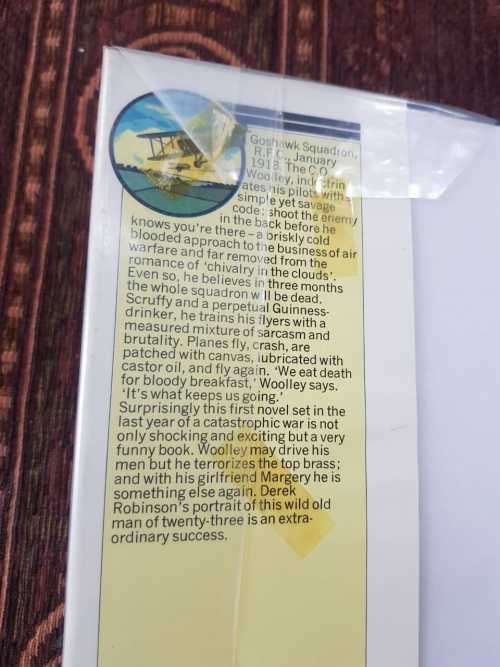 Goshawk Squadron,
R.F.C., January
1918. The C.O.
Woolley, indoctrin
ates his pilots with a
simple yet savage
code: shoot the enemy
in the back before he
knows you're there – a briskly cold
blooded approach to the business of air
warfare and far removed from the
romance of 'chivalry in the clouds'.
Even so, he believes in three months
the whole squadron will be dead.
Scruffy and a perpetual Guinness-
drinker, he trains his flyers with a
measured mixture of sarcasm and
brutality. Planes fly, crash, are
patched with canvas, lubricated with
castor oil, and fly again. 'We eat death
for bloody breakfast,' Woolley says.
'It's what keeps us going.'
Surprisingly this first novel set in the
last year of a catastrophic war is not
only shocking and exciting but a very
funny book. Woolley may drive his
men but he terrorizes the top brass;
and with his girlfriend Margery he is
something else again. Derek
Robinson's portrait of this wild old
man of twenty-three is an extra-
ordinary success.